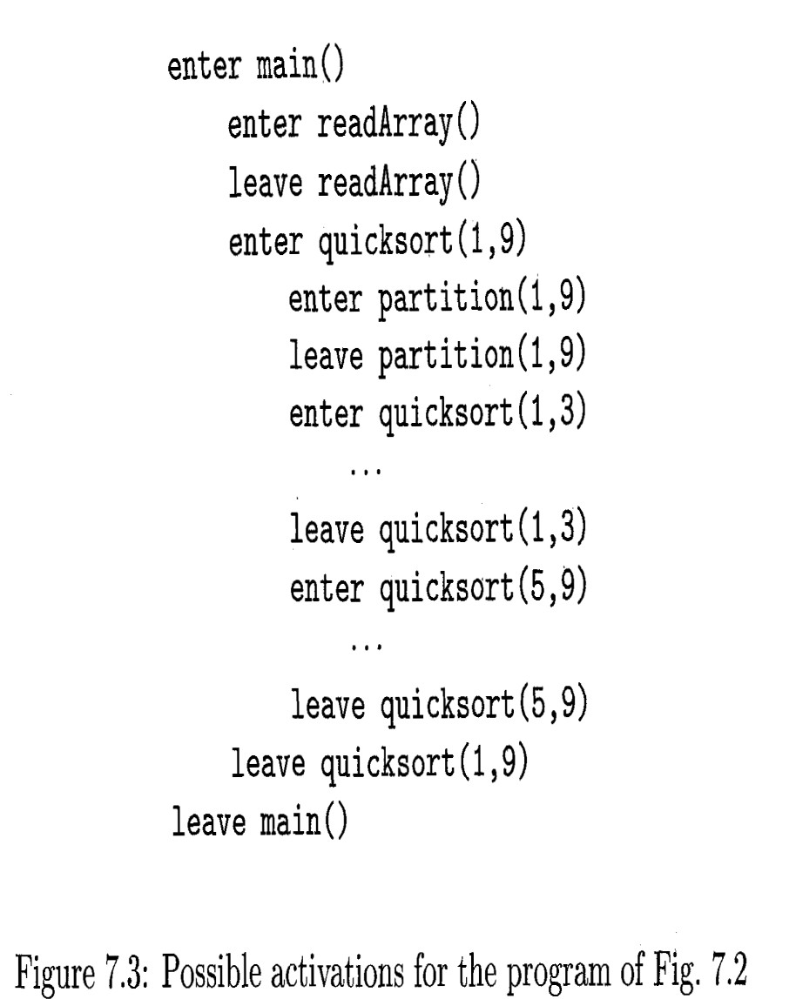 enter main()
enter readArray()
leave readArray()
enter quicksort(1,9)
enter partition(1,9)
leave partition(1,9)
enter quicksort(1,3)
...
leave quicksort(1,3)
enter quicksort(5,9)
...
leave quicksort(5,9)
leave quicksort(1,9)
leave main()
Figure 7.3: Possible activations for the program of Fig. 7.2